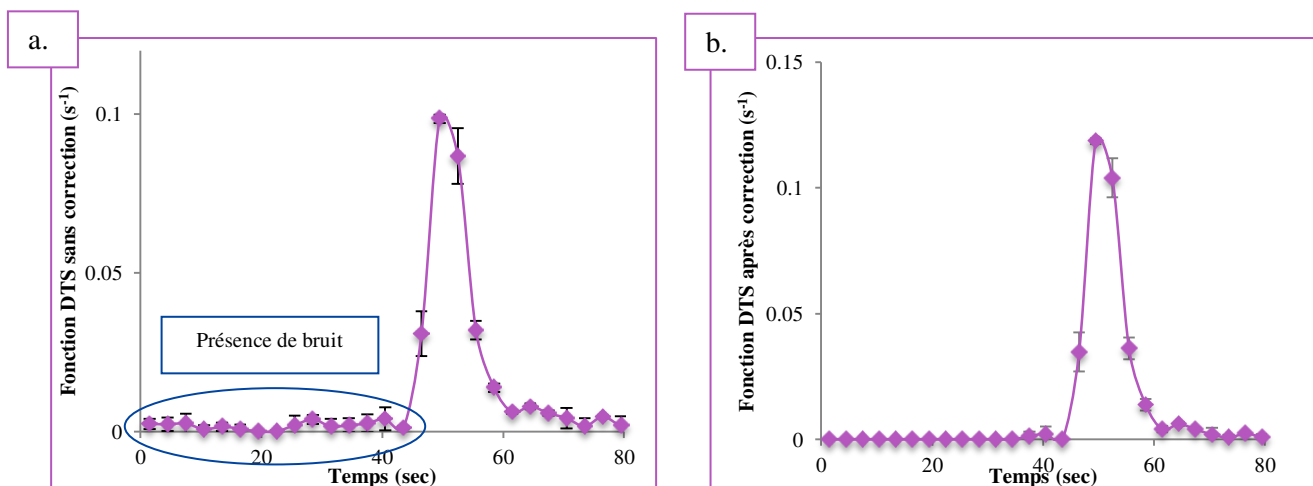 a.
Fonction DTS sans correction (s⁻¹)
0.1
0.05
0
Présence de bruit
0 20 40 60 80
Temps (sec)
b.
Fonction DTS après correction (s⁻¹)
0.15
0.1
0.05
0
0 20 40 60 80
Temps (sec)